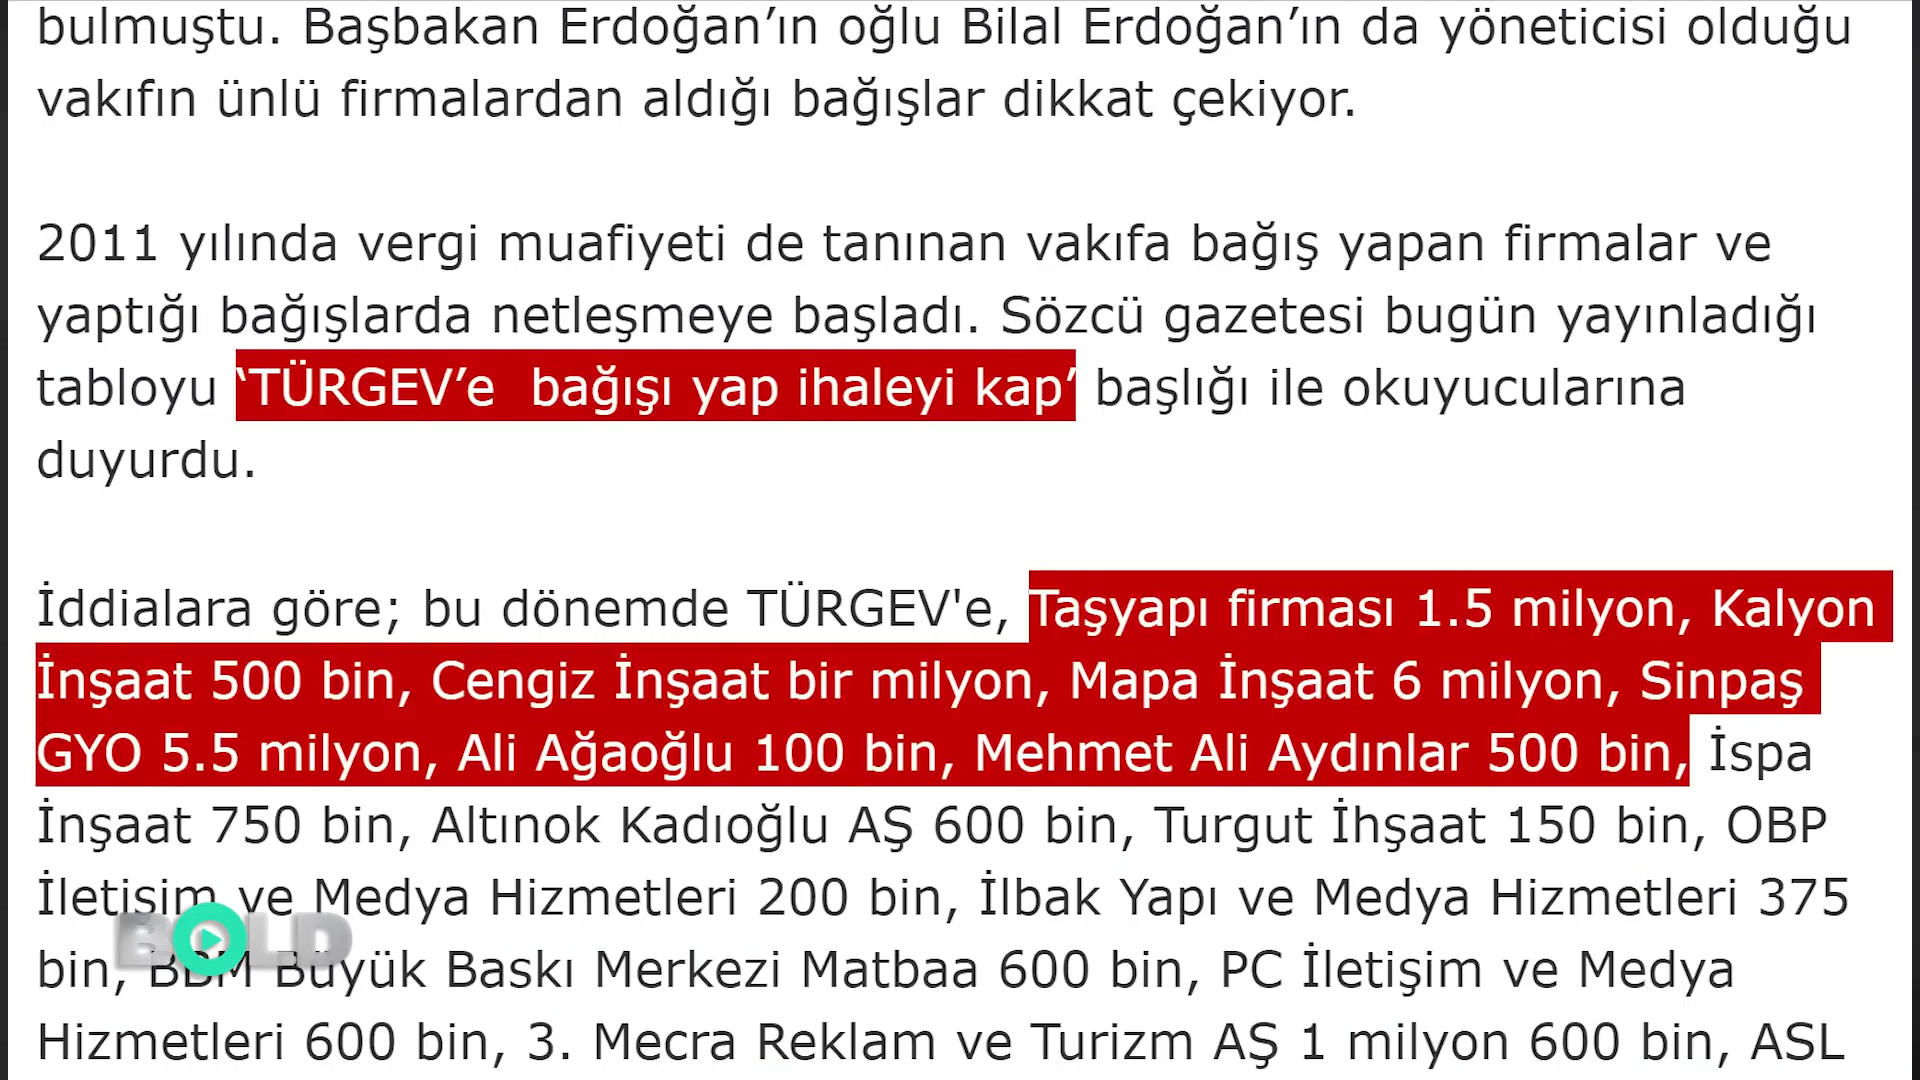 bulmuştu. Başbakan Erdoğan’ın oğlu Bilal Erdoğan’ın da yöneticisi olduğu
vakıfın ünlü firmalardan aldığı bağışlar dikkat çekiyor.
2011 yılında vergi muafiyeti de tanınan vakıfa bağış yapan firmalar ve
yaptığı bağışlarda netleşmeye başladı. Sözcü gazetesi bugün yayınladığı
tabloyu ‘TÜRGEV’e  bağışı yap ihaleyi kap’ başlığı ile okuyucularına
duyurdu.
İddialara göre; bu dönemde TÜRGEV'e, Taşyapı firması 1.5 milyon, Kalyon
İnşaat 500 bin, Cengiz İnşaat bir milyon, Mapa İnşaat 6 milyon, Sinpaş
GYO 5.5 milyon, Ali Ağaoğlu 100 bin, Mehmet Ali Aydınlar 500 bin, İspa
İnşaat 750 bin, Altınok Kadıoğlu AŞ 600 bin, Turgut İhşaat 150 bin, OBP
İletişim ve Medya Hizmetleri 200 bin, İlbak Yapı ve Medya Hizmetleri 375
bin, BBM Büyük Baskı Merkezi Matbaa 600 bin, PC İletişim ve Medya
Hizmetleri 600 bin, 3. Mecra Reklam ve Turizm AŞ 1 milyon 600 bin, ASL
BOLD